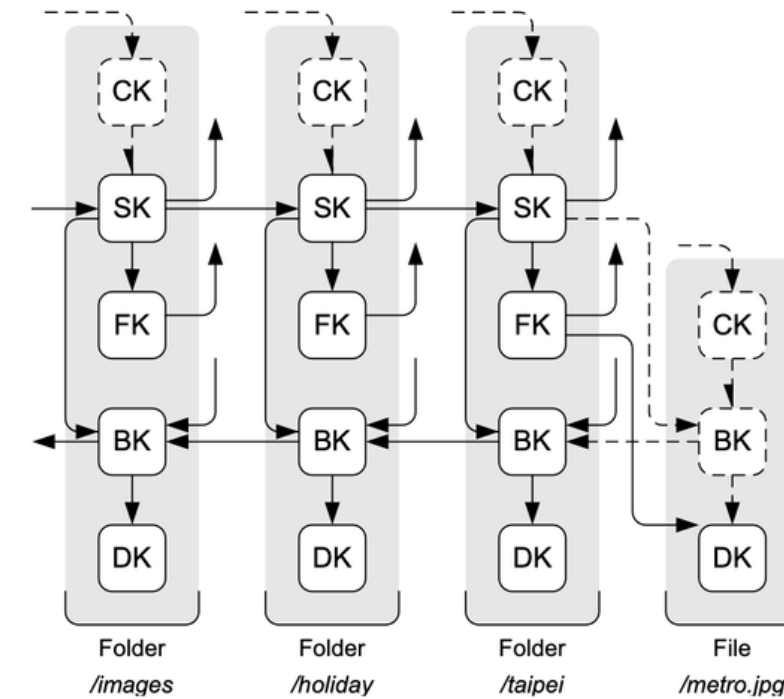 CK CK CK
SK SK SK
FK FK FK CK
BK BK BK BK
DK DK DK DK
Folder Folder Folder File
/images /holiday /taipei /metro.jpg